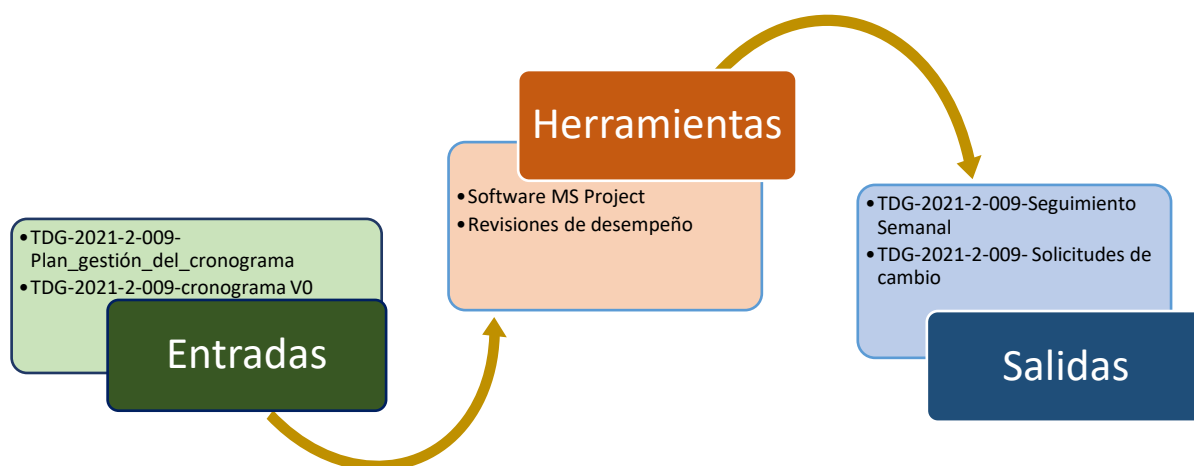 •TDG-2021-2-009-
Plan_gestión_del_cronograma
•TDG-2021-2-009-cronograma V0
Entradas
Herramientas
•Software MS Project
•Revisiones de desempeño
•TDG-2021-2-009-Seguimiento
Semanal
•TDG-2021-2-009- Solicitudes de
cambio
Salidas